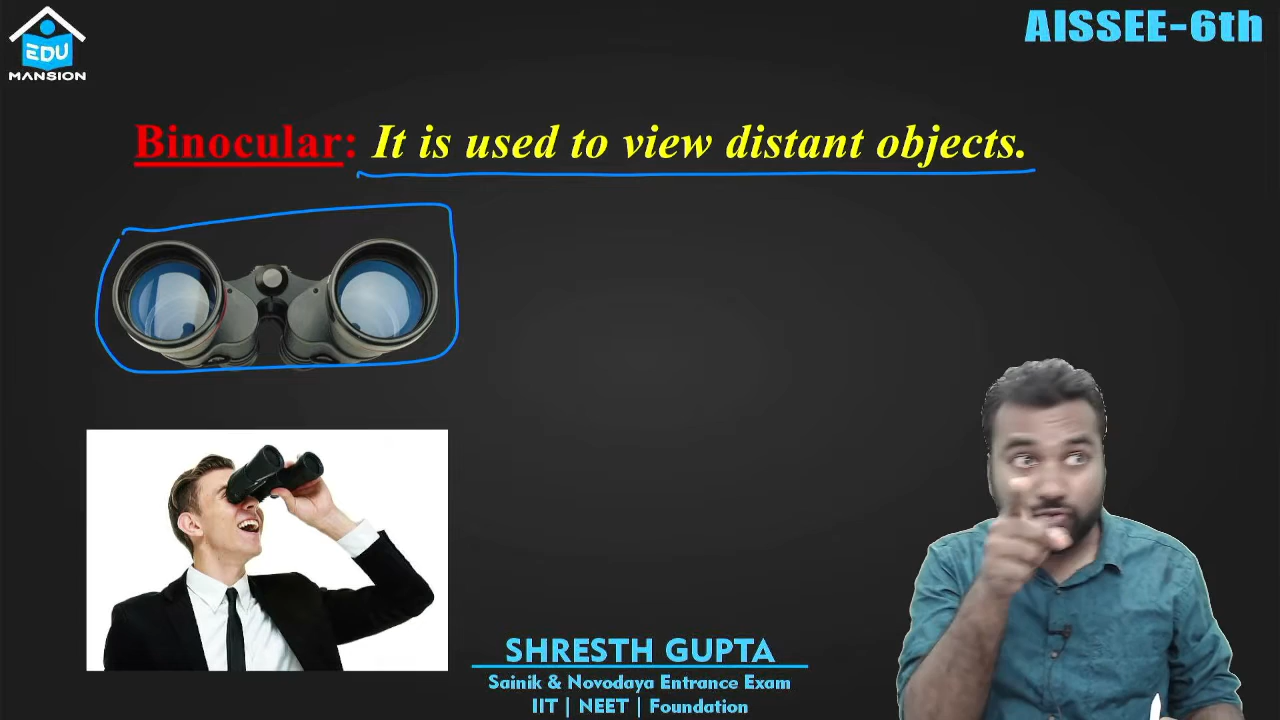 EDU
MANSION
AISSEE-6th
Binocular: It is used to view distant objects.
SHRESTH GUPTA
Sainik & Novodaya Entrance Exam
IIT | NEET | Foundation